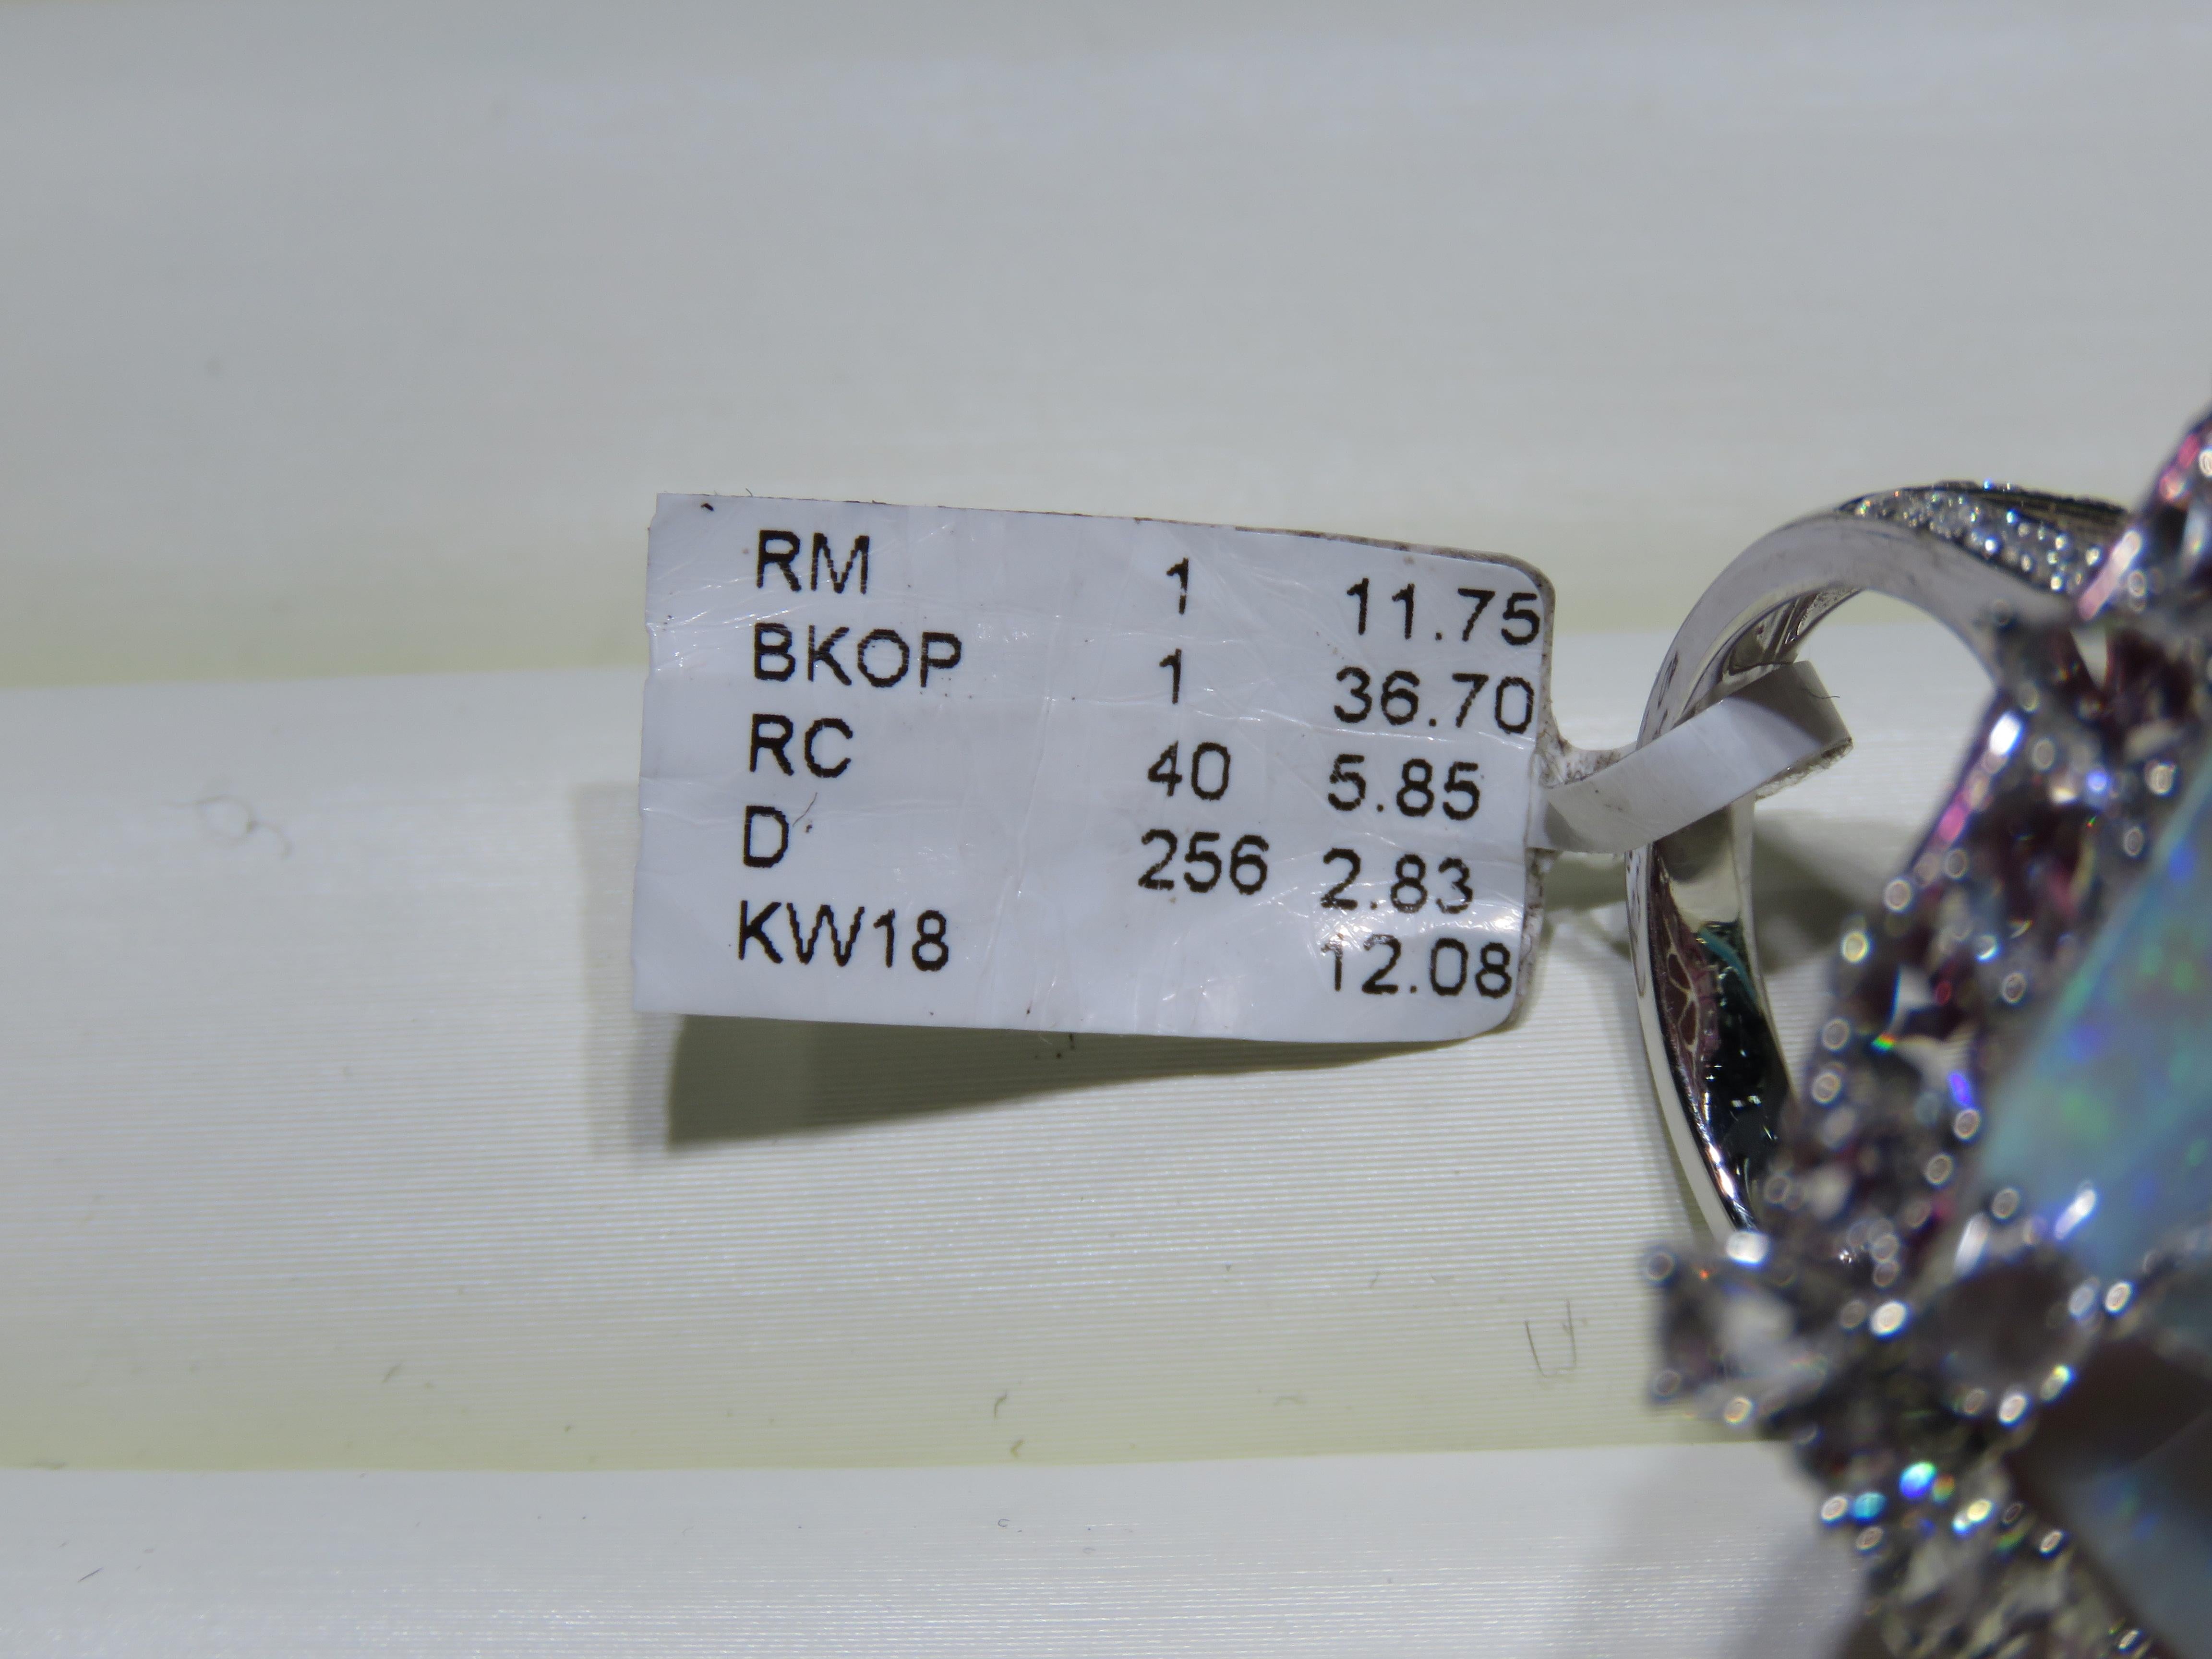 RM 1 11.75
BKOP 1 36.70
RC 40 5.85
D 256 2.83
KW18 12.08